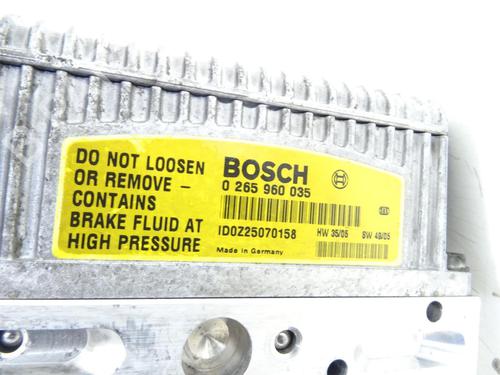 DO NOT LOOSEN
OR REMOVE -
CONTAINS
BRAKE FLUID AT
HIGH PRESSURE
BOSCH
0 265 960 035
ID0Z25070158
HW 35/05 SW 49/05
Made in Germany